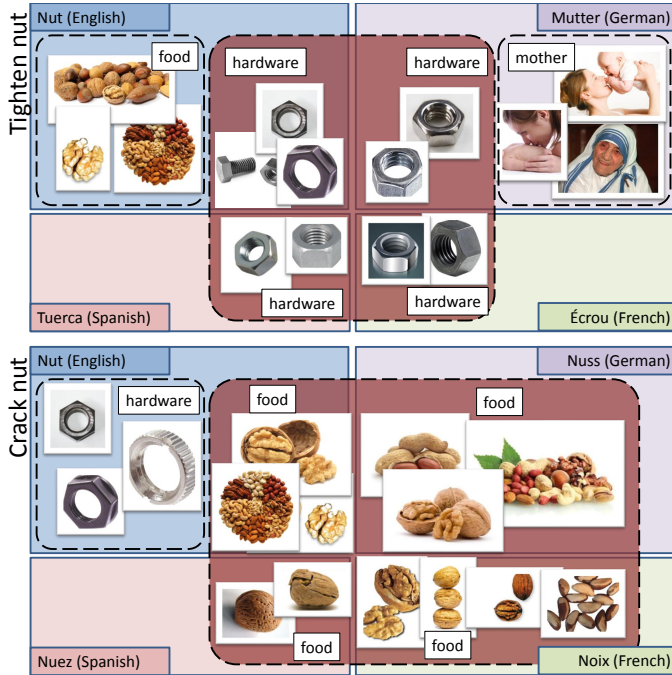 Tighten nut
Nut (English)
Mutter (German)
food
hardware
hardware
mother
hardware
hardware
Tuerca (Spanish)
Écrou (French)
Crack nut
Nut (English)
Nuss (German)
hardware
food
food
food
food
Nuez (Spanish)
Noix (French)